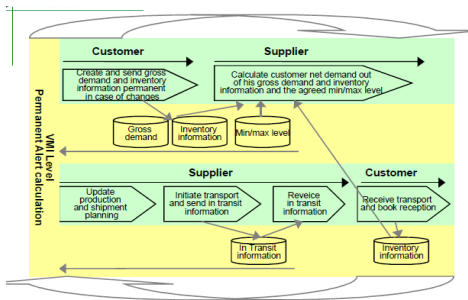 Customer
Supplier
Create and send gross
demand and inventory
information permanent
in case of changes
Calculate customer net demand out
of his gross demand and inventory
information and the agreed min/max level
Gross
demand
Inventory
information
Min/max level
VMI Level
Permanent Alert calculation
Supplier
Customer
Update
production
and shipment
planning
Initiate transport
and send in transit
information
Reveice
in transit
information
Receive transport
and book reception
In Transit
information
Inventory
information